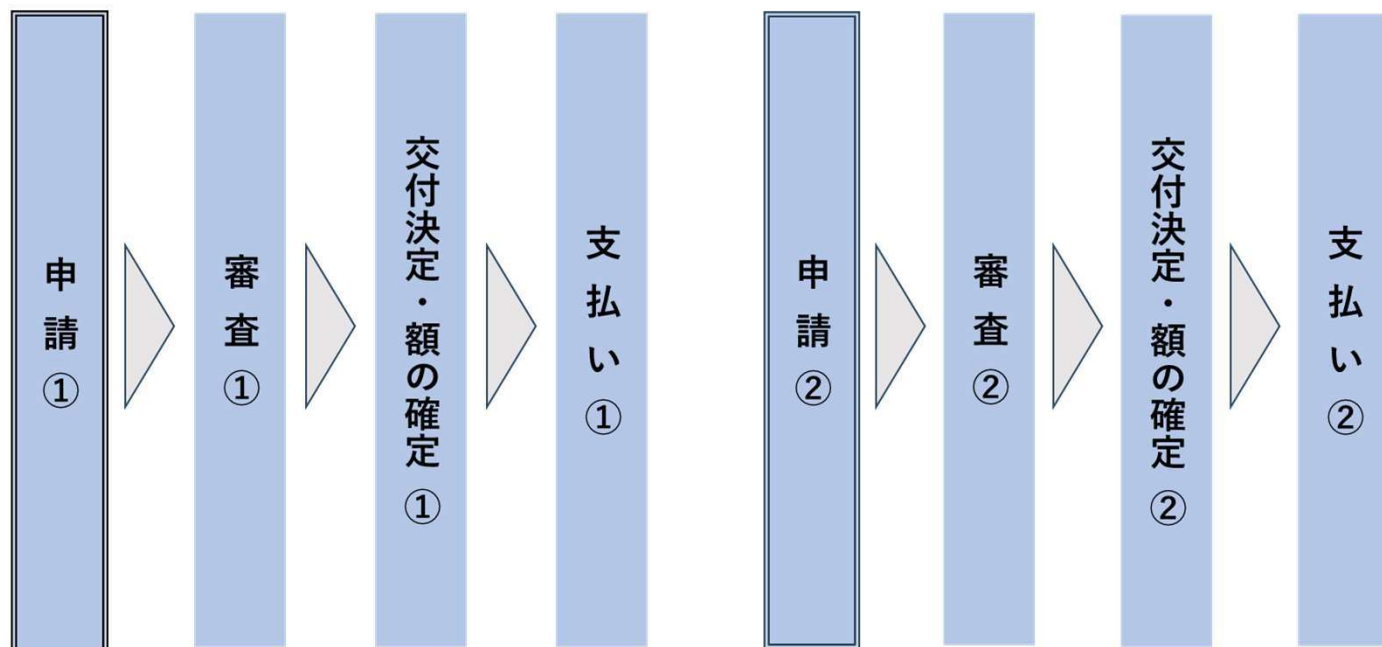 申請①
審査①
交付決定・額の確定①
支払い①
申請②
審査②
交付決定・額の確定②
支払い②